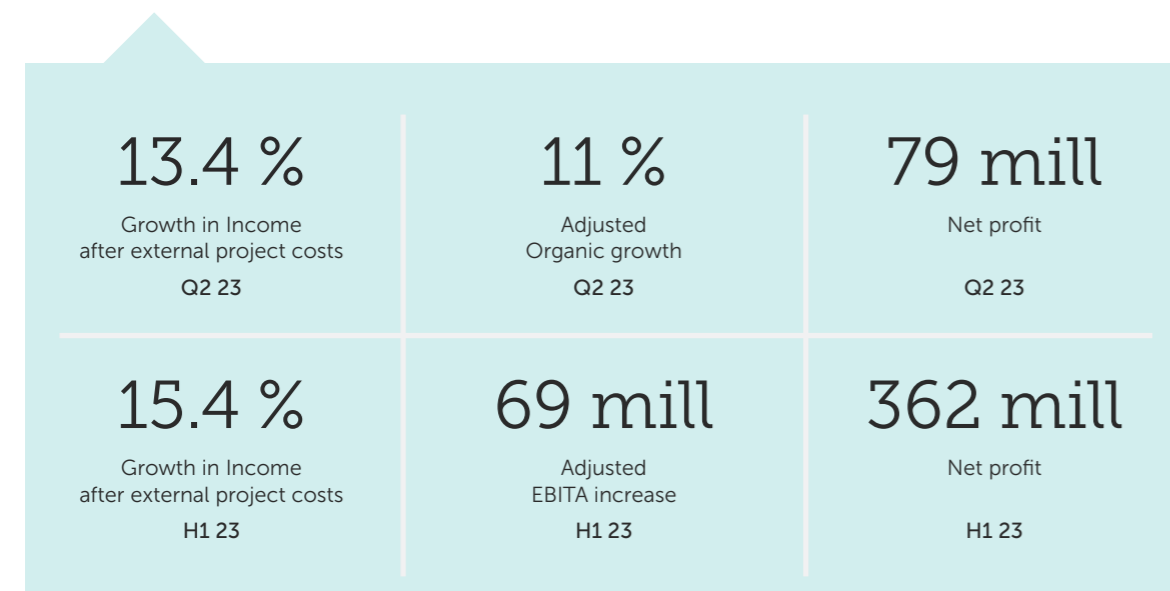 13.4 %
Growth in Income
after external project costs
Q2 23
11 %
Adjusted
Organic growth
Q2 23
79 mill
Net profit
Q2 23
15.4 %
Growth in Income
after external project costs
H1 23
69 mill
Adjusted
EBITA increase
H1 23
362 mill
Net profit
H1 23